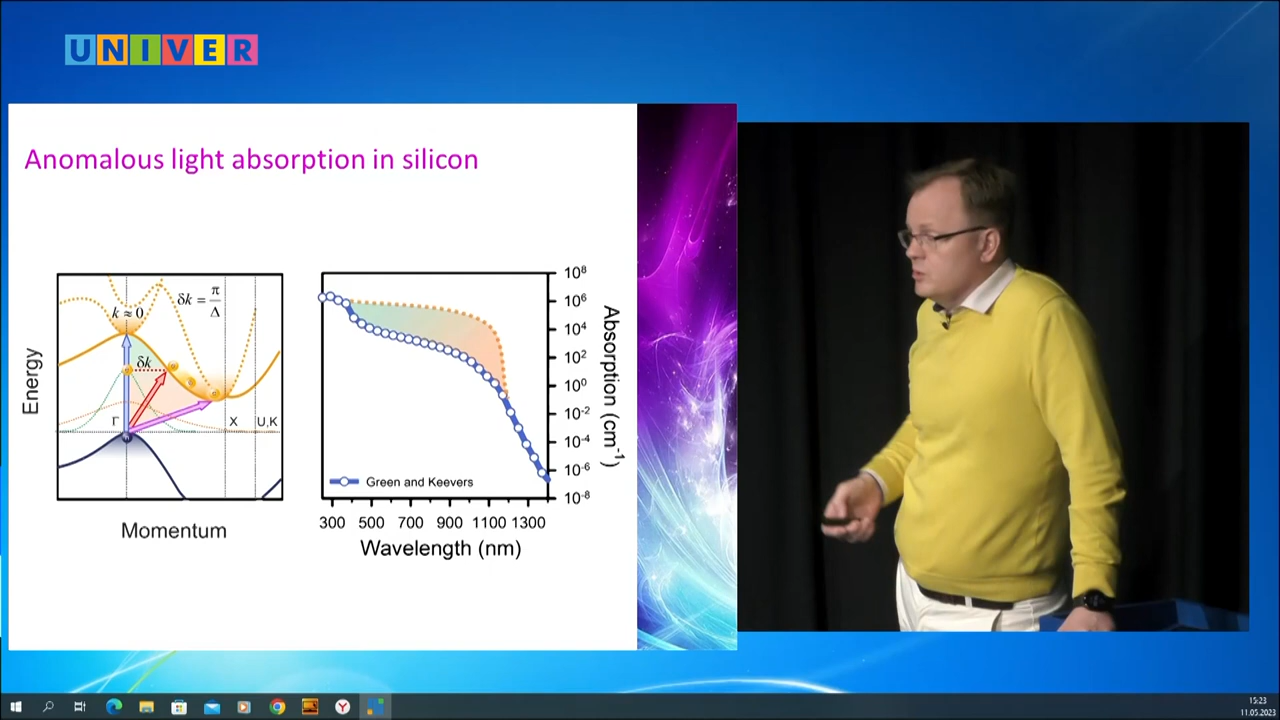 UNIVER
Anomalous light absorption in silicon
δk = π/Δ
k ≈ 0
δk
Γ
X
U,K
Energy
Momentum
10⁸
10⁶
10⁴
10²
10⁰
10⁻²
10⁻⁴
10⁻⁶
10⁻⁸
Absorption (cm⁻¹)
Green and Keevers
300 500 700 900 1100 1300
Wavelength (nm)
15:23
11.05.2023